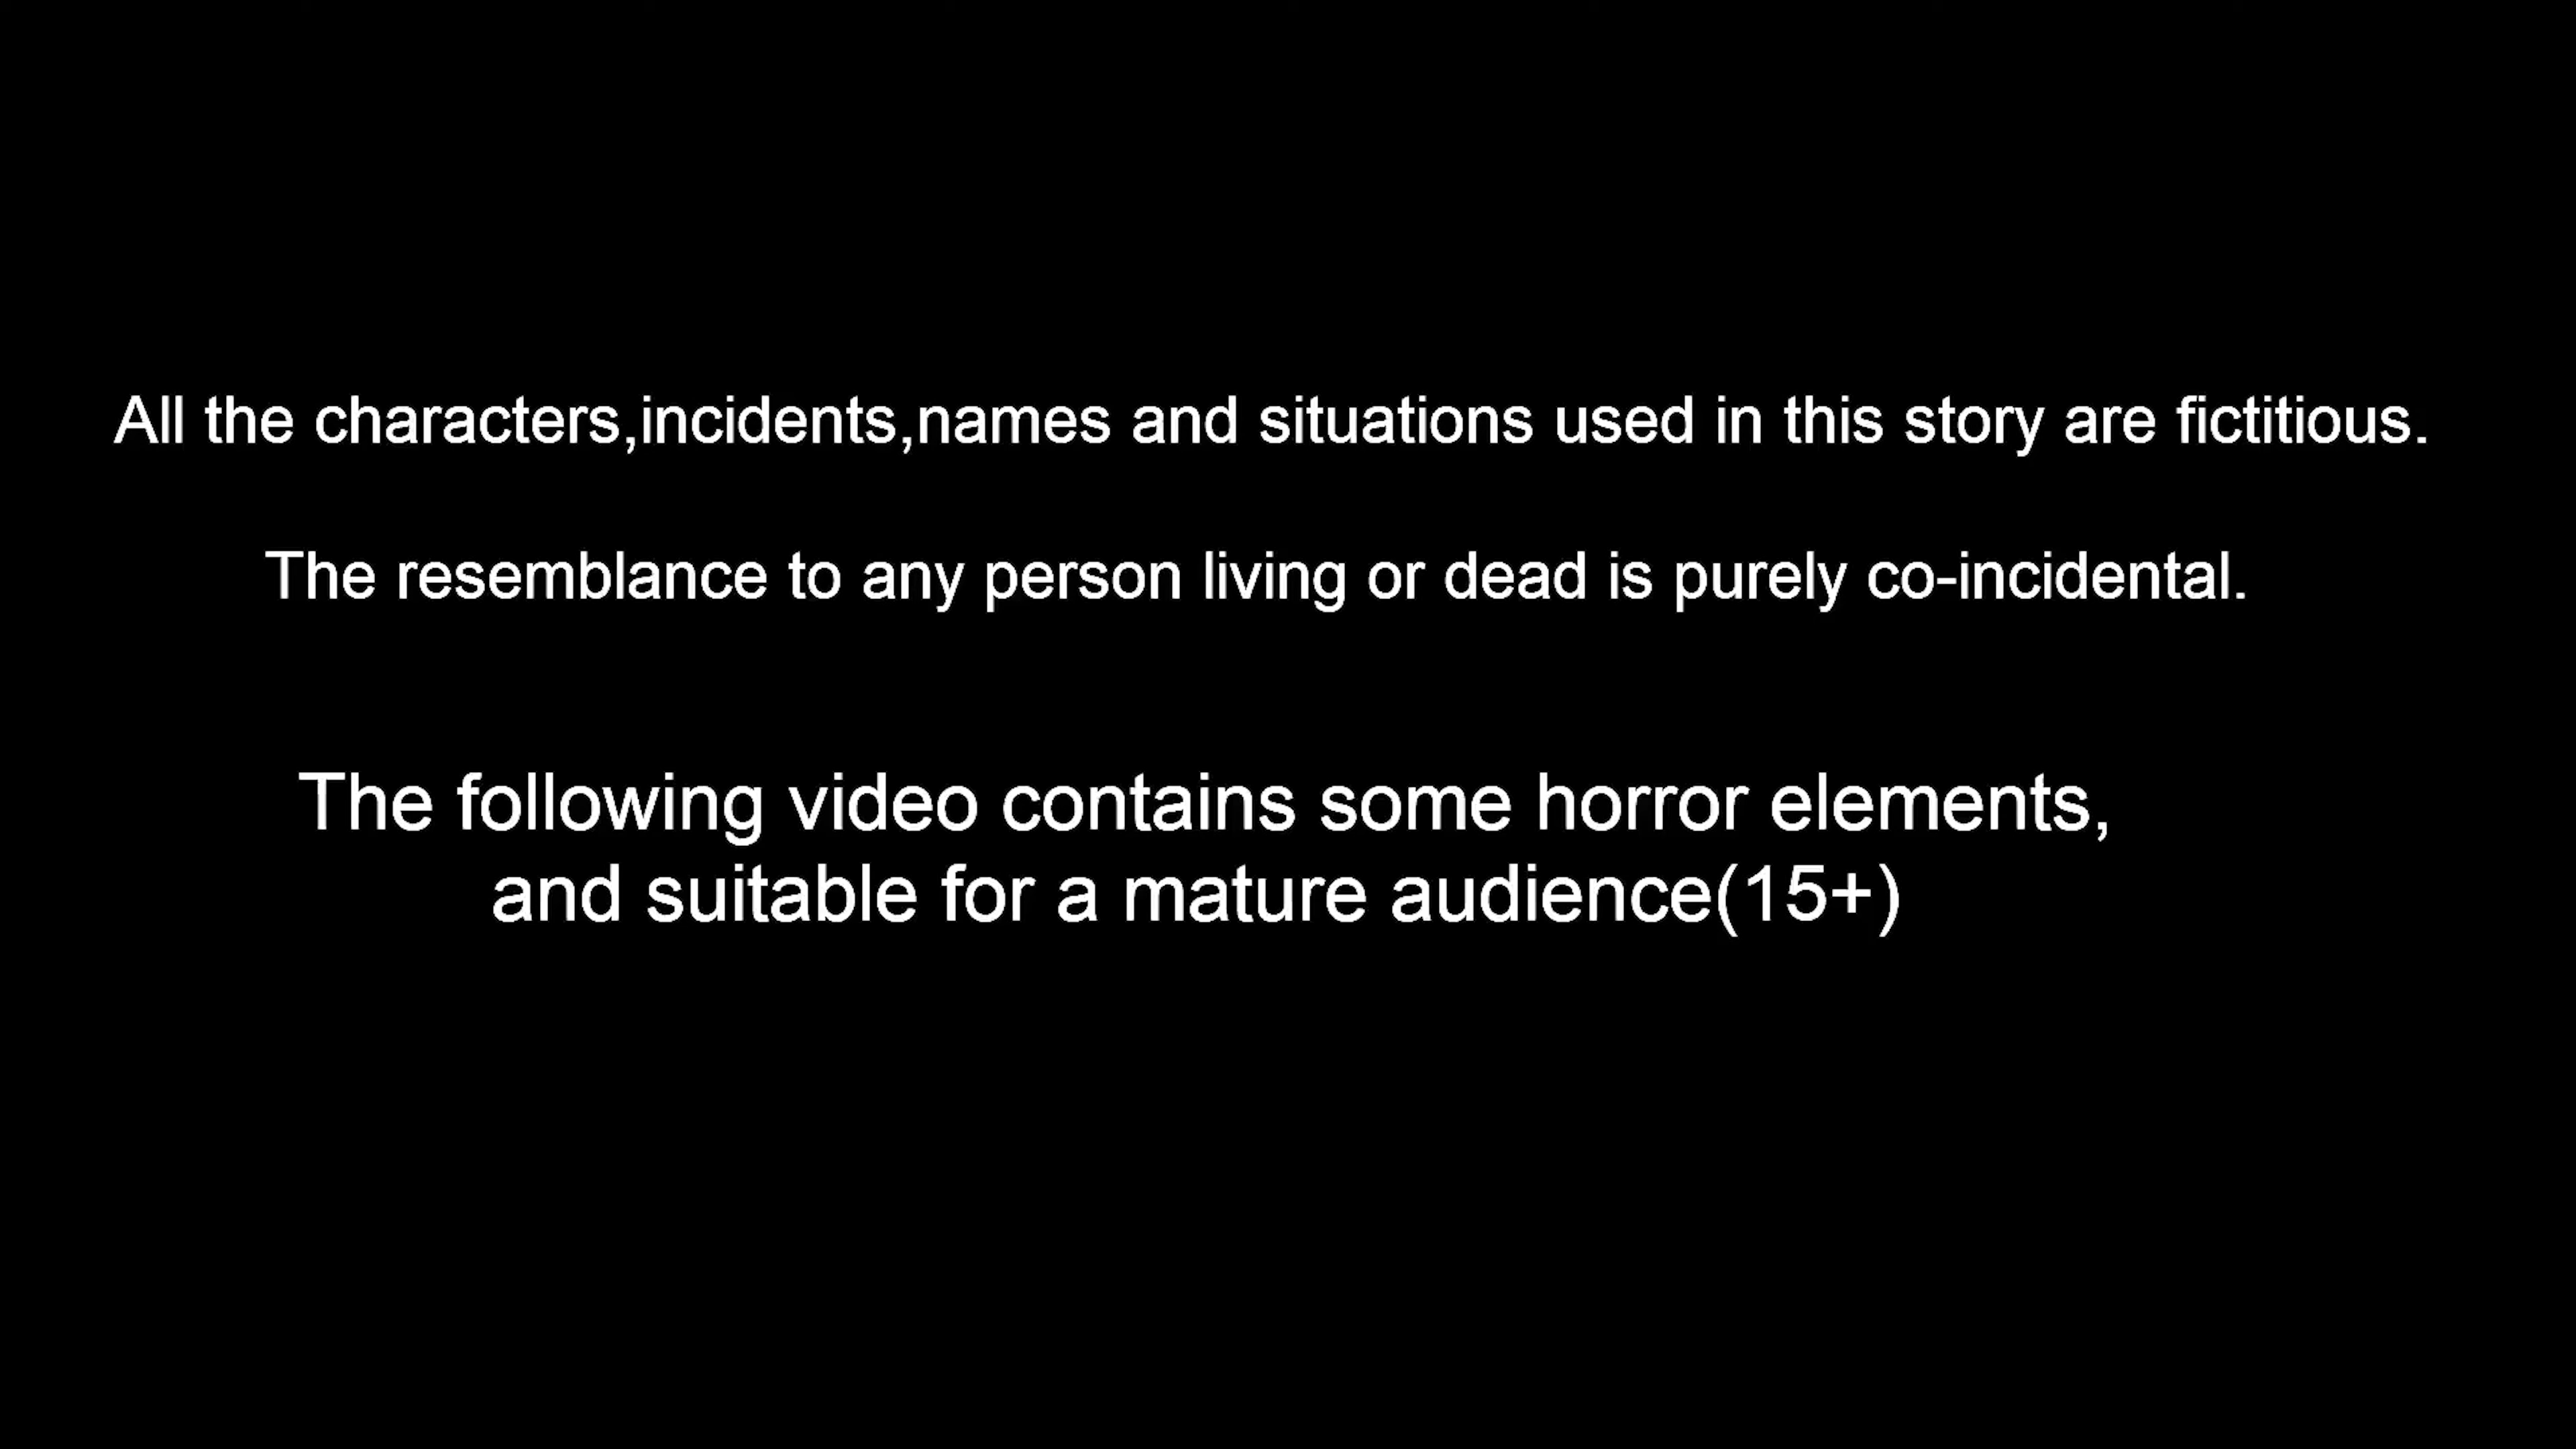 All the characters,incidents,names and situations used in this story are fictitious.
The resemblance to any person living or dead is purely co-incidental.
The following video contains some horror elements,
and suitable for a mature audience(15+)